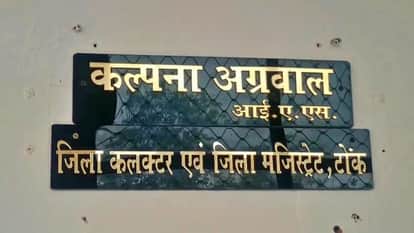 कल्पना अग्रवाल
आई.ए.एस.
जिला कलक्टर एवं जिला मजिस्ट्रेट, टोंक